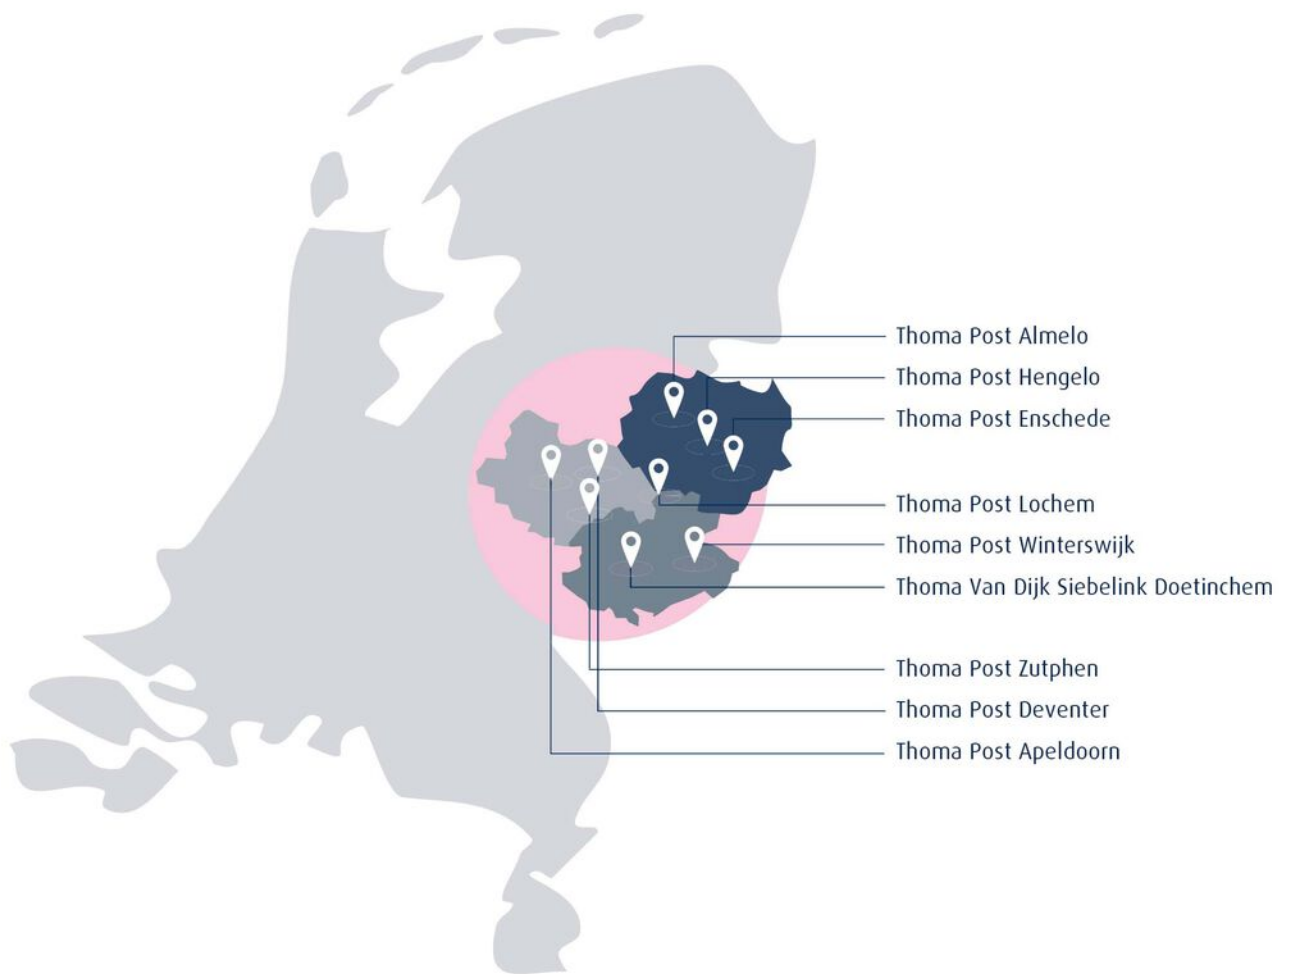 Thoma Post Almelo
Thoma Post Hengelo
Thoma Post Enschede
Thoma Post Lochem
Thoma Post Winterswijk
Thoma Van Dijk Siebelink Doetinchem
Thoma Post Zutphen
Thoma Post Deventer
Thoma Post Apeldoorn